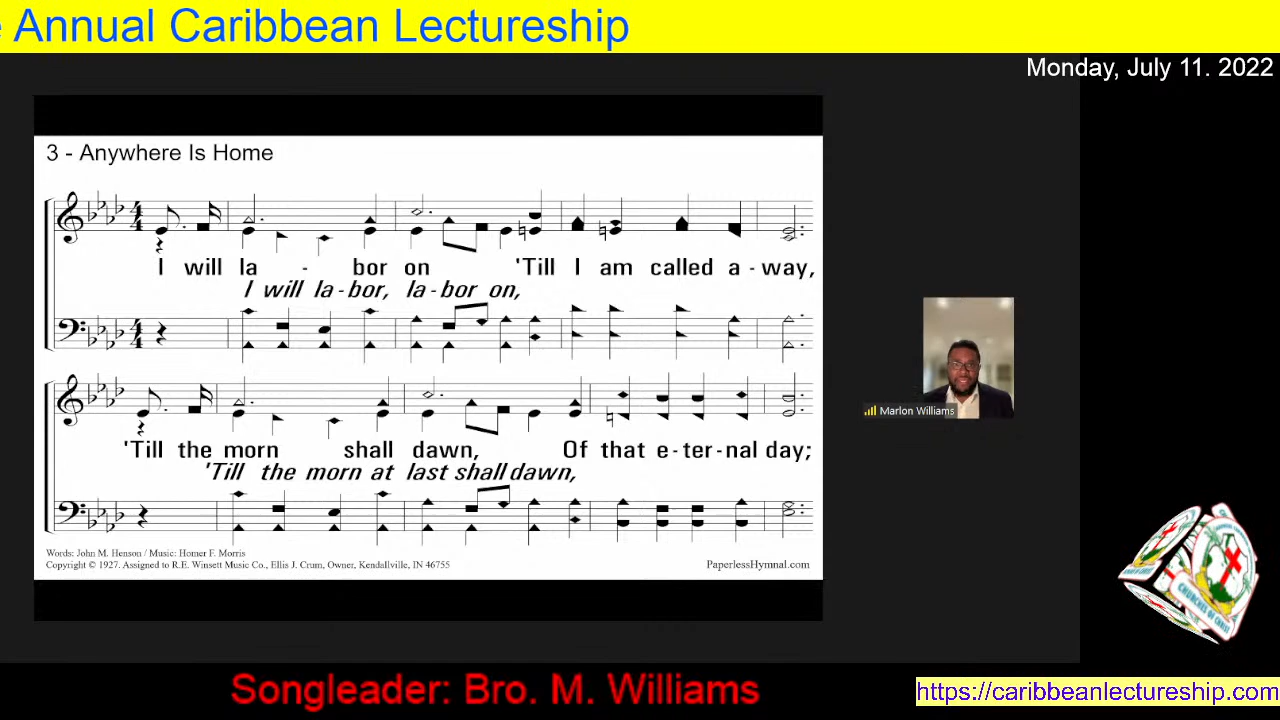 Annual Caribbean Lectureship
Monday, July 11. 2022
3 - Anywhere Is Home
I will la - bor on 'Till I am called a - way,
I will la-bor, la-bor on,
'Till the morn shall dawn, Of that e-ter-nal day;
'Till the morn at last shall dawn,
Words: John M. Henson / Music: Homer F. Morris
Copyright © 1927. Assigned to R.E. Winsett Music Co., Ellis J. Crum, Owner, Kendallville, IN 46755
PaperlessHymnal.com
Marlon Williams
CHURCHES OF CHRIST
Songleader: Bro. M. Williams
https://caribbeanlectureship.com